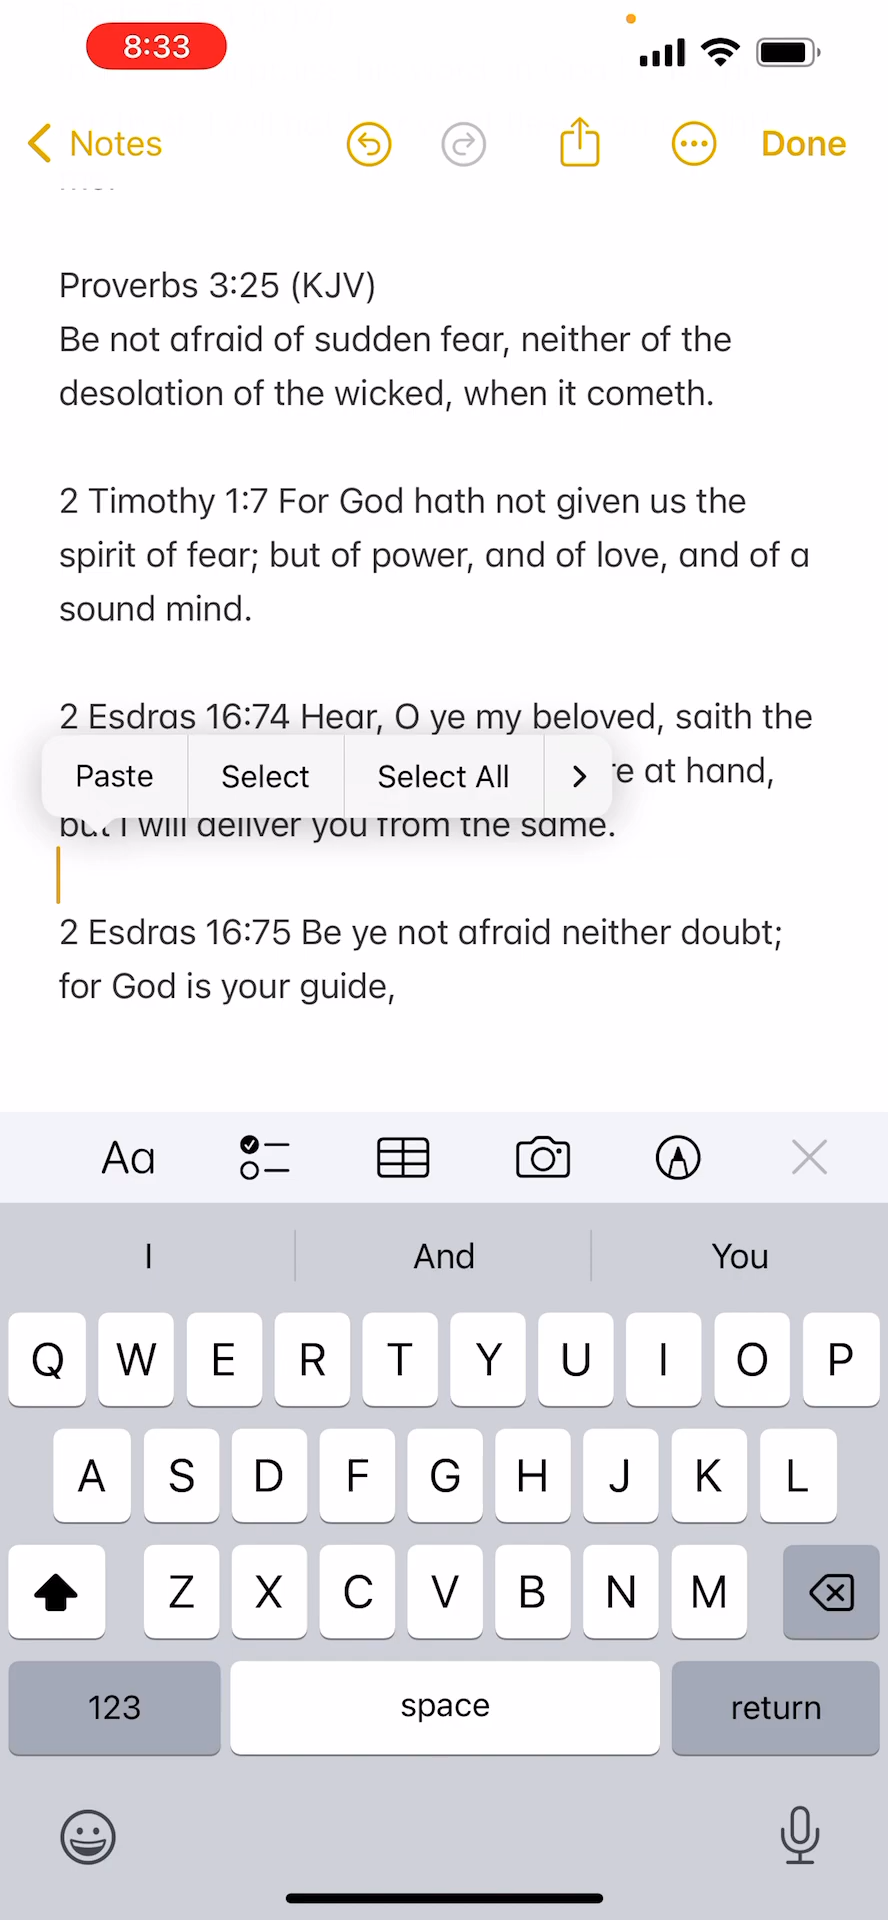 8:33
Notes
Done
Proverbs 3:25 (KJV)
Be not afraid of sudden fear, neither of the
desolation of the wicked, when it cometh.
2 Timothy 1:7 For God hath not given us the
spirit of fear; but of power, and of love, and of a
sound mind.
2 Esdras 16:74 Hear, O ye my beloved, saith the
Paste Select Select All
at hand,
but I will deliver you from the same.
2 Esdras 16:75 Be ye not afraid neither doubt;
for God is your guide,
Aa
I And You
Q W E R T Y U I O P
A S D F G H J K L
Z X C V B N M
123 space return